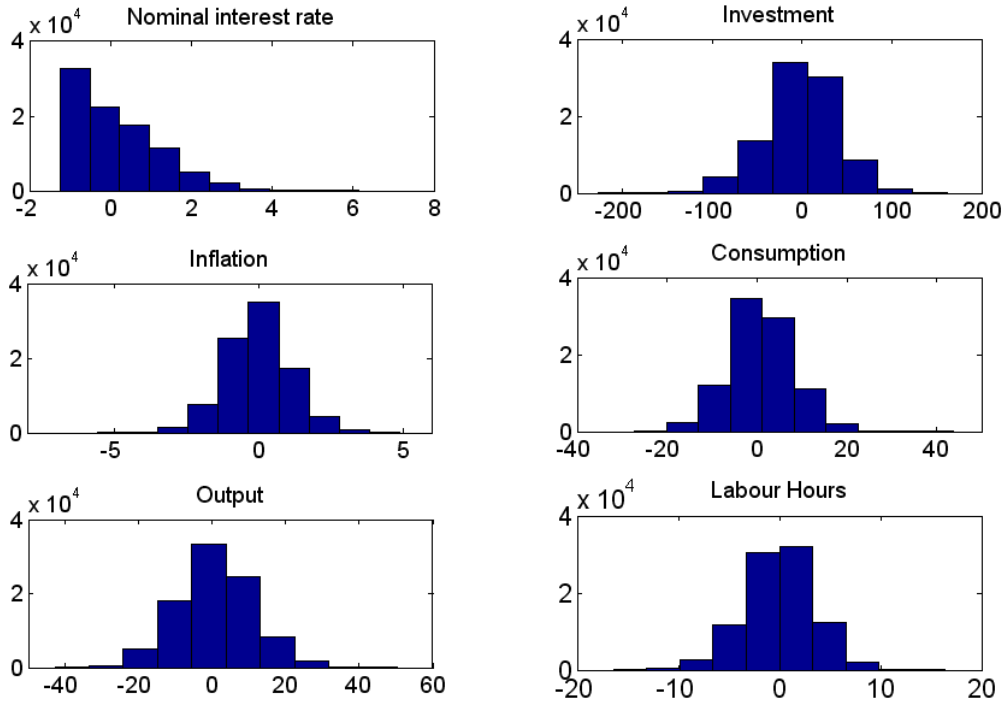 Nominal interest rate
x 10^4
4
2
0
-2 0 2 4 6 8
Investment
x 10^4
4
2
0
-200 -100 0 100 200
Inflation
x 10^4
4
2
0
-5 0 5
Consumption
x 10^4
4
2
0
-40 -20 0 20 40
Output
x 10^4
4
2
0
-40 -20 0 20 40 60
Labour Hours
x 10^4
4
2
0
-20 -10 0 10 20